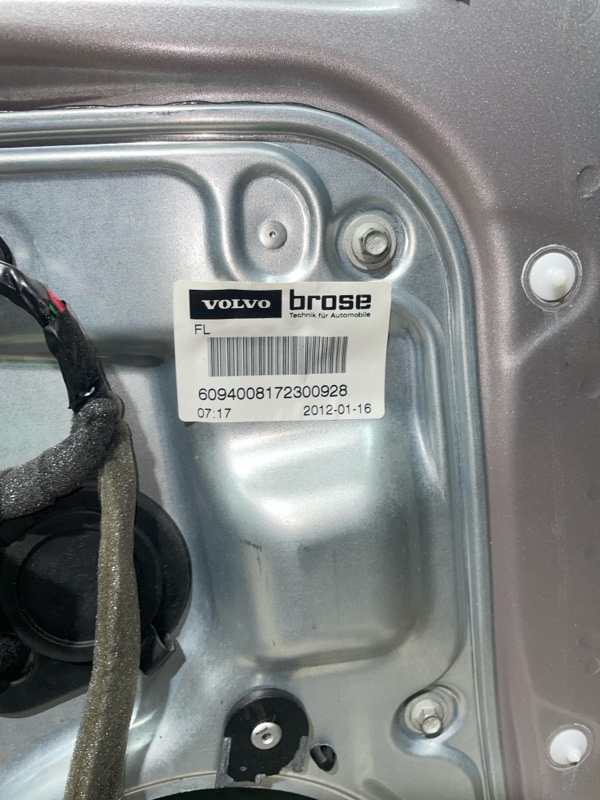 VOLVO brose
Technik für Automobile
FL
6094008172300928
07:17 2012-01-16